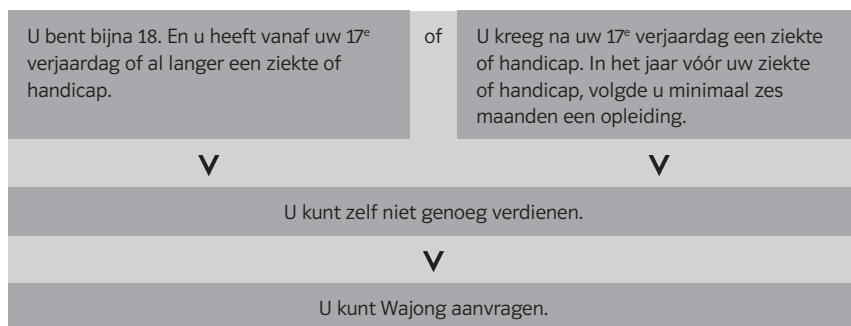 U bent bijna 18. En u heeft vanaf uw 17e
verjaardag of al langer een ziekte of
handicap.
of
U kreeg na uw 17e verjaardag een ziekte
of handicap. In het jaar vóór uw ziekte
of handicap, volgde u minimaal zes
maanden een opleiding.
U kunt zelf niet genoeg verdienen.
U kunt Wajong aanvragen.